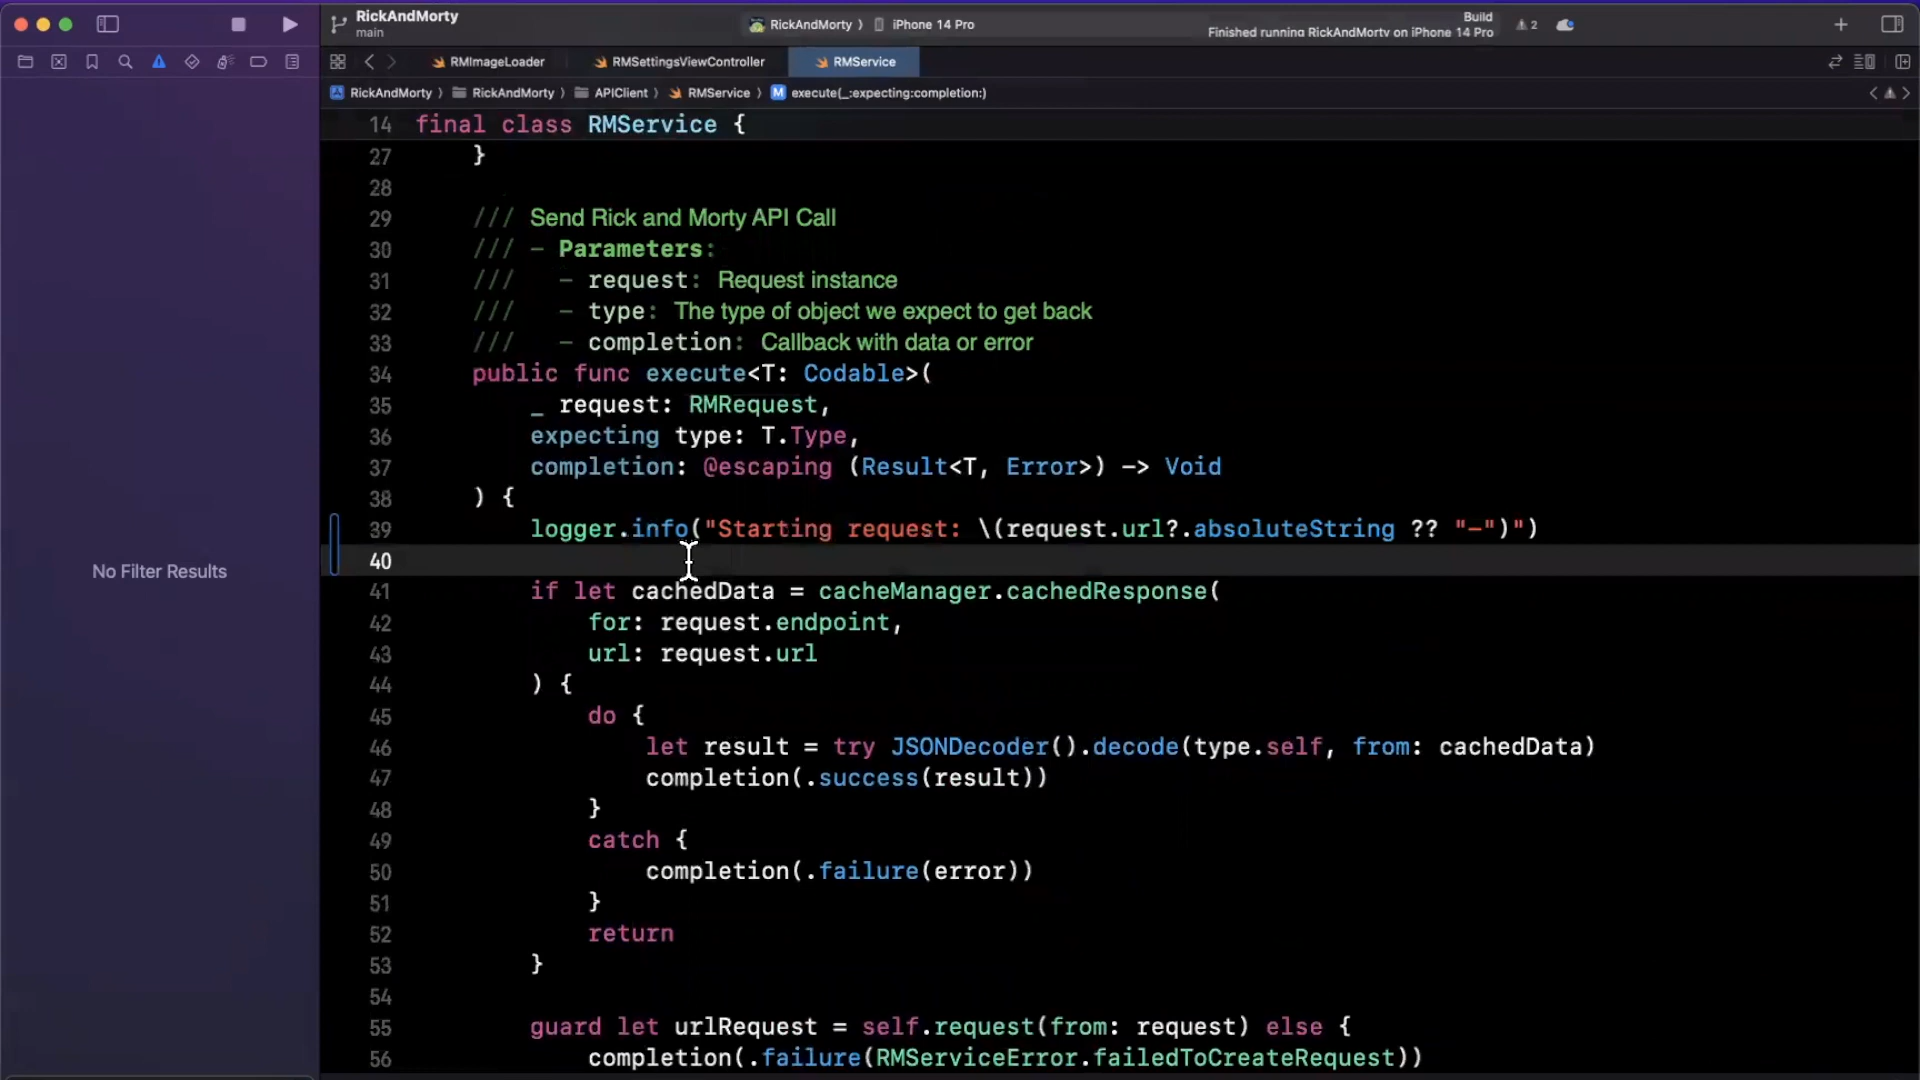 RickAndMorty
main
RickAndMorty 〉 iPhone 14 Pro
Build
Finished running RickAndMorty on iPhone 14 Pro
2
RMImageLoader
RMSettingsViewController
RMService
RickAndMorty 〉 RickAndMorty 〉 APIClient 〉 RMService 〉 M execute(_:expecting:completion:)
14 final class RMService {
27 }
28
29 /// Send Rick and Morty API Call
30 /// - Parameters:
31 /// - request: Request instance
32 /// - type: The type of object we expect to get back
33 /// - completion: Callback with data or error
34 public func execute<T: Codable>(
35 _ request: RMRequest,
36 expecting type: T.Type,
37 completion: @escaping (Result<T, Error>) -> Void
38 ) {
39 logger.info("Starting request: \(request.url?.absoluteString ?? "-")")
40
41 if let cachedData = cacheManager.cachedResponse(
42 for: request.endpoint,
43 url: request.url
44 ) {
45 do {
46 let result = try JSONDecoder().decode(type.self, from: cachedData)
47 completion(.success(result))
48 }
49 catch {
50 completion(.failure(error))
51 }
52 return
53 }
54
55 guard let urlRequest = self.request(from: request) else {
56 completion(.failure(RMServiceError.failedToCreateRequest))
No Filter Results